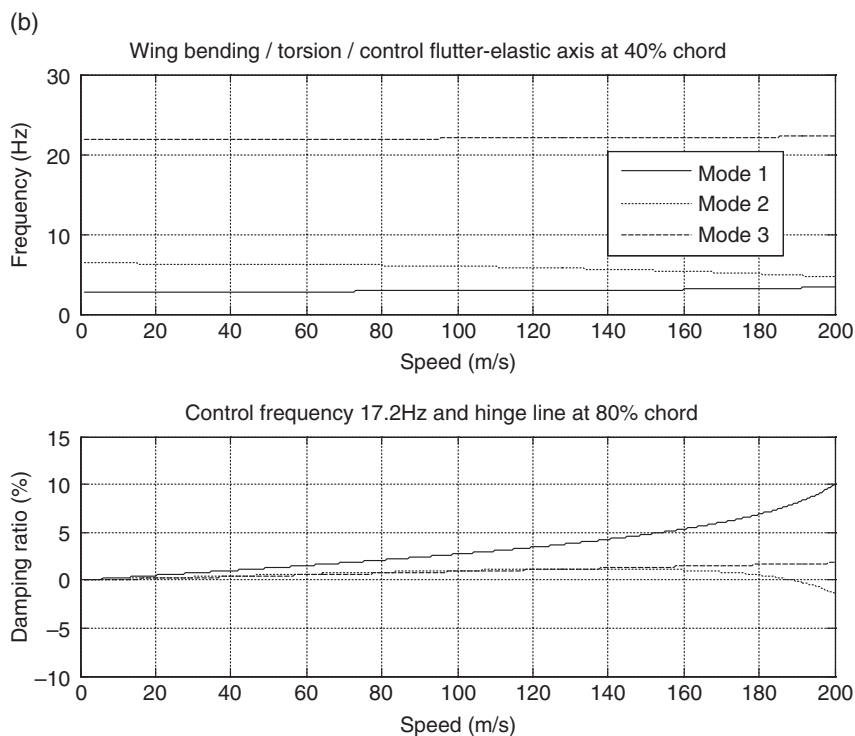 (b)
Wing bending / torsion / control flutter-elastic axis at 40% chord
30
20
10
0
Frequency (Hz)
Mode 1
Mode 2
Mode 3
0 20 40 60 80 100 120 140 160 180 200
Speed (m/s)
Control frequency 17.2Hz and hinge line at 80% chord
15
10
5
0
–5
–10
Damping ratio (%)
0 20 40 60 80 100 120 140 160 180 200
Speed (m/s)